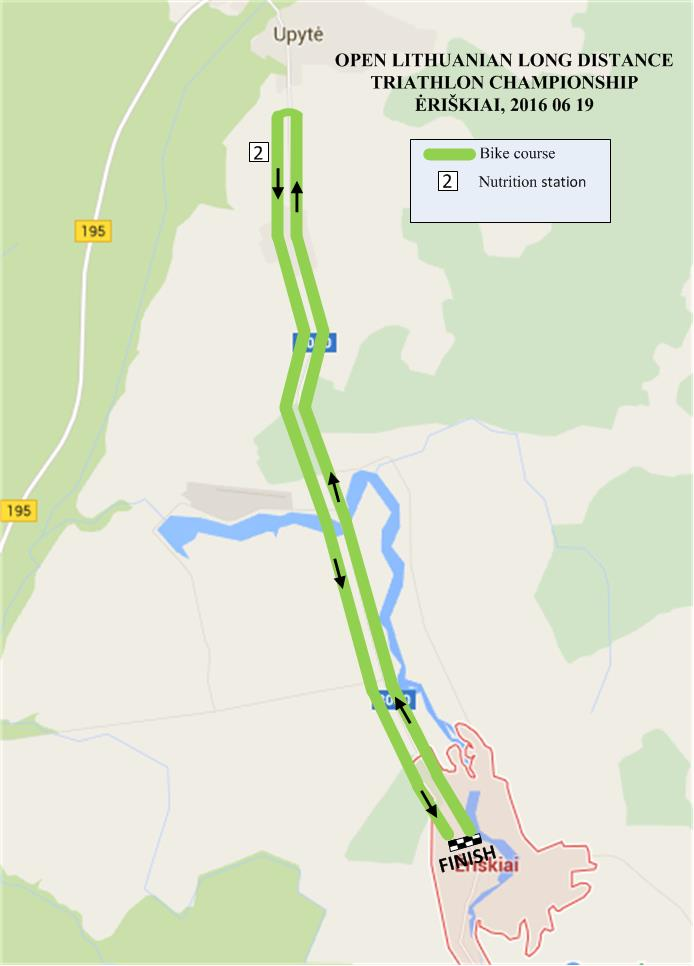 Upytė
OPEN LITHUANIAN LONG DISTANCE
TRIATHLON CHAMPIONSHIP
ĖRIŠKIAI, 2016 06 19
2
Bike course
2 Nutrition station
195
195
FINISH
Ėriškiai